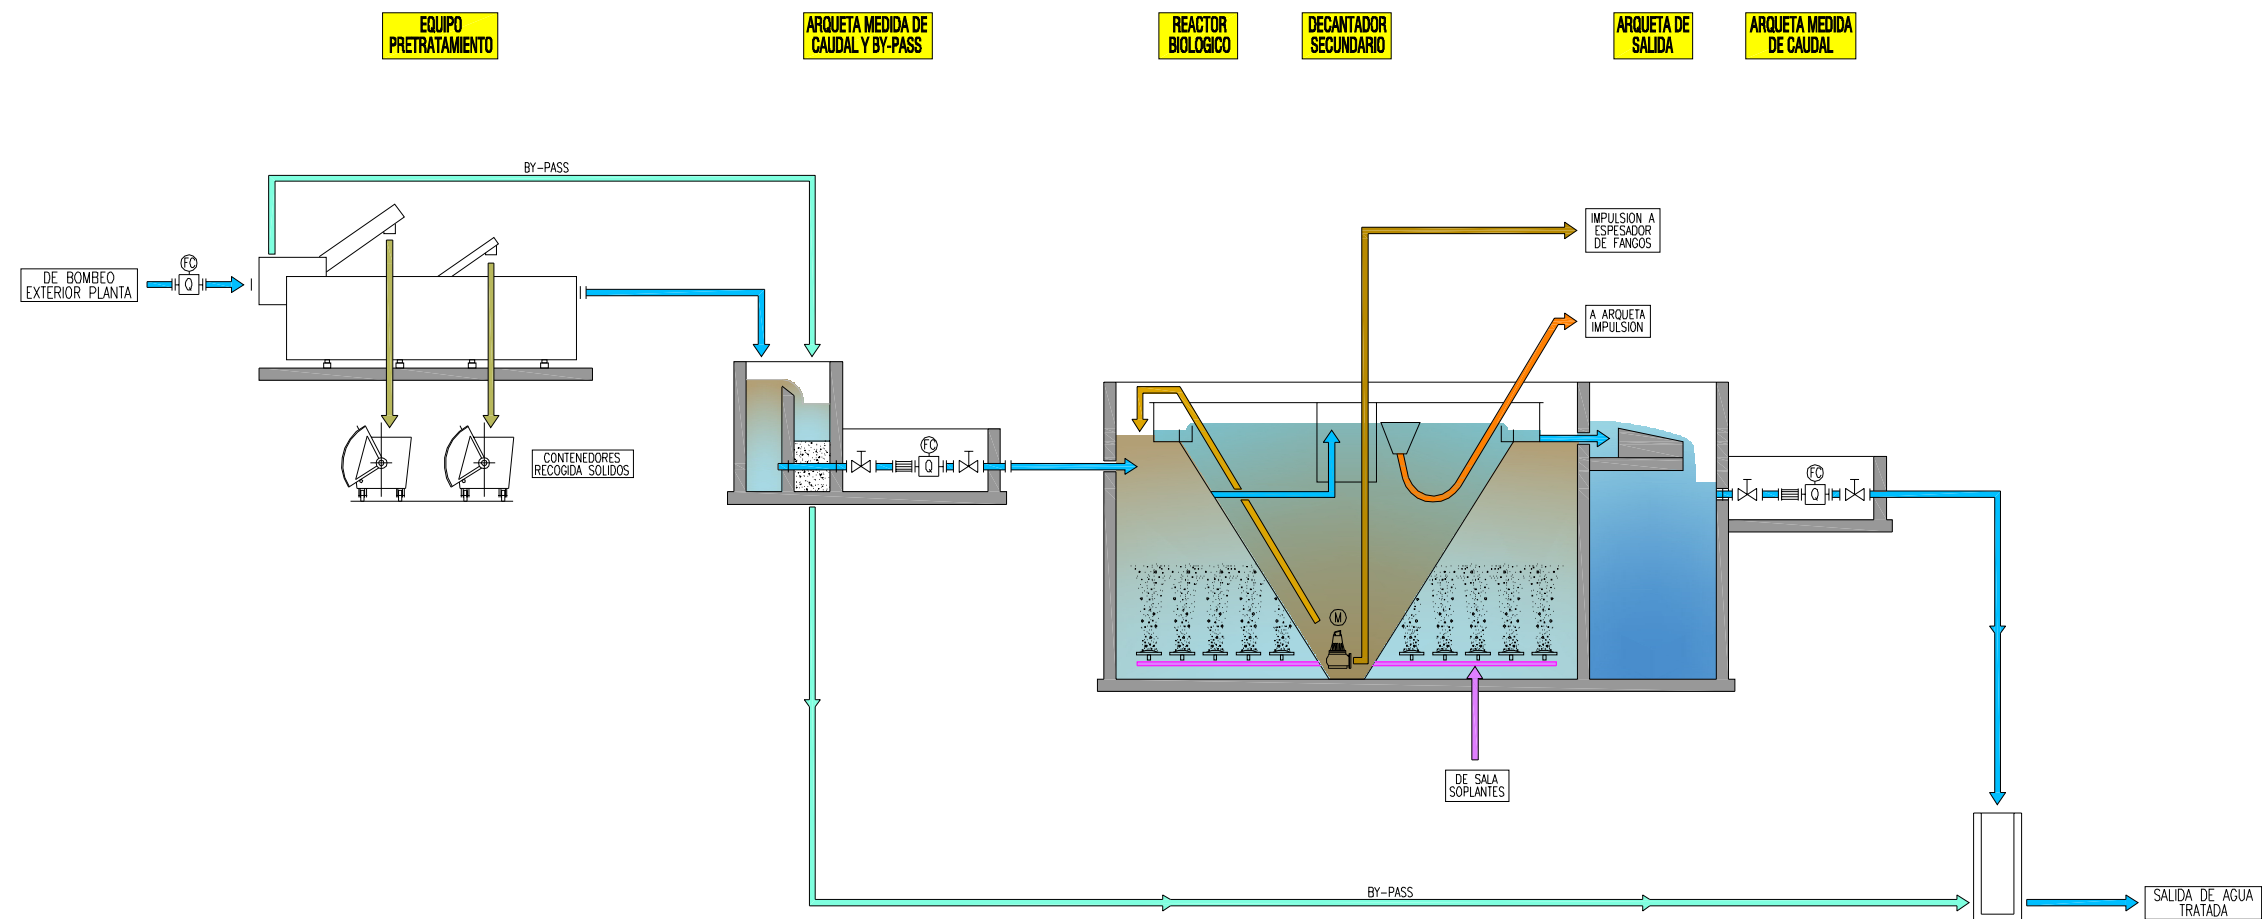 EQUIPO
PRETRATAMIENTO
ARQUETA MEDIDA DE
CAUDAL Y BY-PASS
REACTOR
BIOLOGICO
DECANTADOR
SECUNDARIO
ARQUETA DE
SALIDA
ARQUETA MEDIDA
DE CAUDAL
BY-PASS
IMPULSION A
ESPESADOR
DE FANGOS
FC
Q
DE BOMBEO
EXTERIOR PLANTA
A ARQUETA
IMPULSION
CONTENEDORES
RECOGIDA SOLIDOS
FC
Q
FC
Q
M
DE SALA
SOPLANTES
BY-PASS
SALIDA DE AGUA
TRATADA